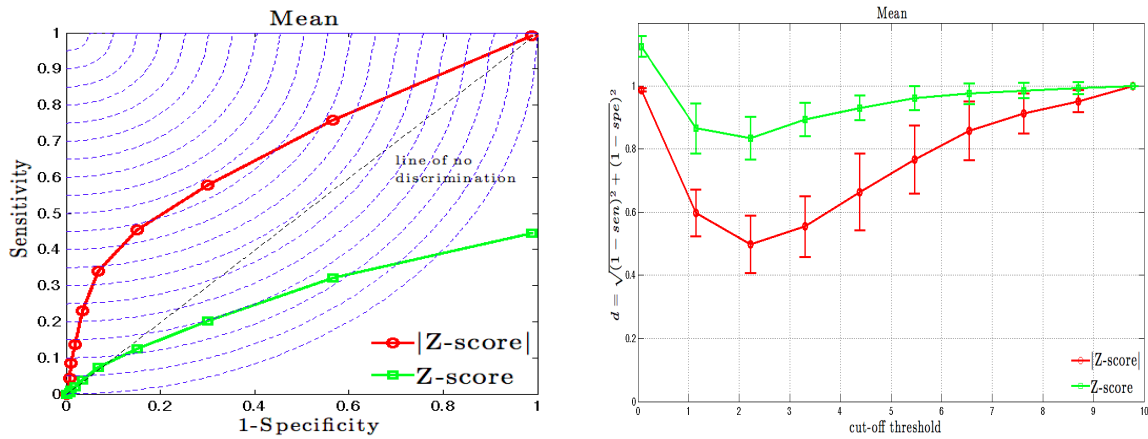 Mean
1
0.9
0.8
0.7
0.6
0.5
0.4
0.3
0.2
0.1
0
Sensitivity
line of no
discrimination
|Z-score|
Z-score
0
0.2
0.4
0.6
0.8
1
1-Specificity
Mean
1
0.8
0.6
0.4
0.2
0
d = √(1 − sen)² + (1 − spe)²
|Z-score|
Z-score
0
1
2
3
4
5
6
7
8
9
10
cut-off threshold